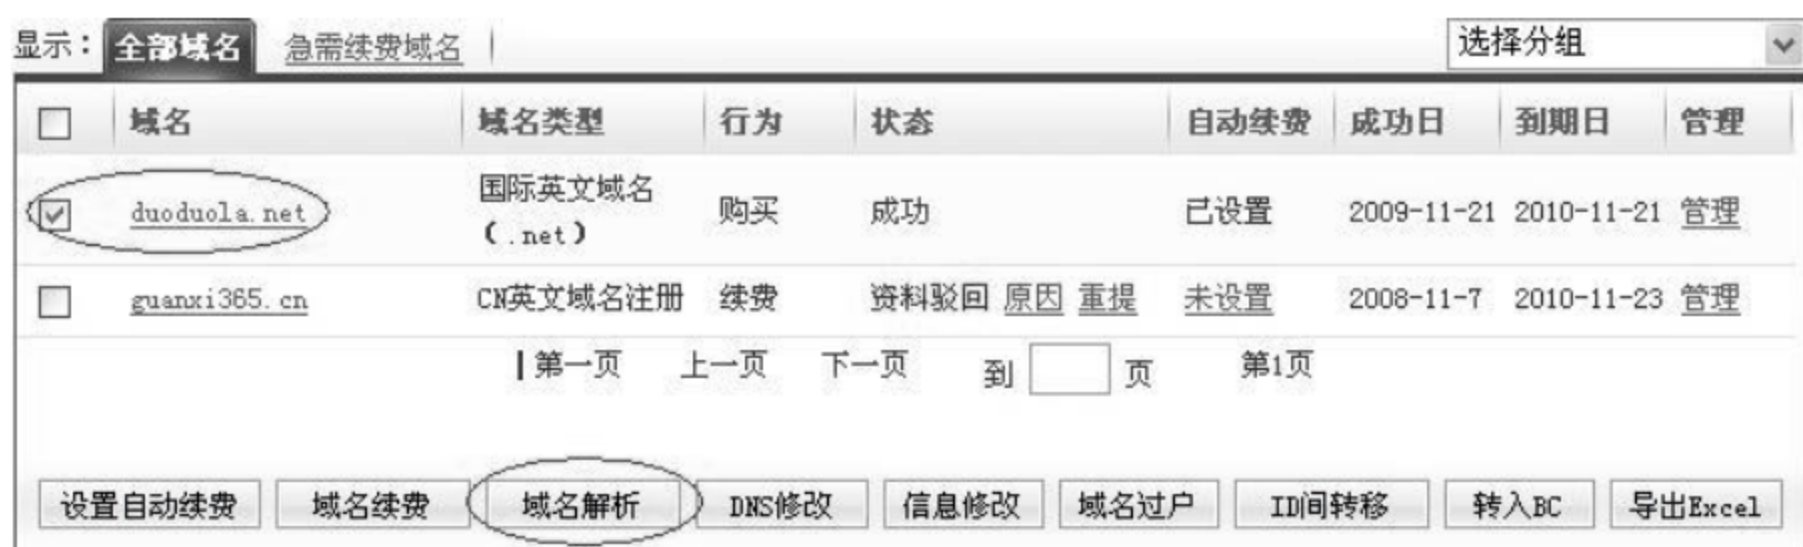 显示： 全部域名 急需续费域名 选择分组
域名 域名类型 行为 状态 自动续费 成功日 到期日 管理
duoduola.net 国际英文域名 购买 成功 已设置 2009-11-21 2010-11-21 管理
（.net）
guanxi365.cn CN英文域名注册 续费 资料驳回 原因 重提 未设置 2008-11-7 2010-11-23 管理
第一页 上一页 下一页 到 页 第1页
设置自动续费 域名续费 域名解析 DNS修改 信息修改 域名过户 ID间转移 转入BC 导出Excel